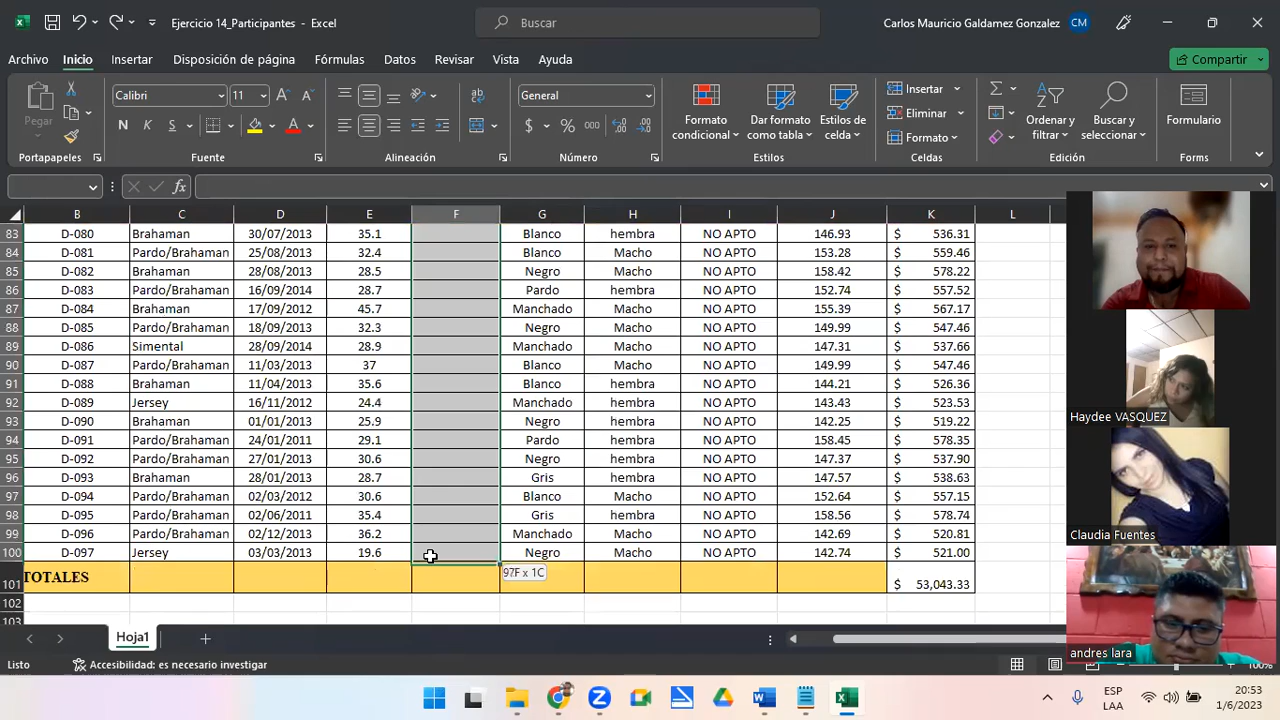 Ejercicio 14_Participantes - Excel
Buscar
Carlos Mauricio Galdamez Gonzalez CM
Archivo Inicio Insertar Disposición de página Fórmulas Datos Revisar Vista Ayuda Compartir
Pegar
Portapapeles
Calibri 11
N K S
Fuente
Alineación
General
$ % 000
Número
Formato condicional
Dar formato como tabla
Estilos de celda
Estilos
Insertar
Eliminar
Formato
Celdas
Ordenar y filtrar
Buscar y seleccionar
Edición
Formulario
Forms
fx
B C D E F G H I J K L
83 D-080 Brahaman 30/07/2013 35.1 Blanco hembra NO APTO 146.93 $ 536.31
84 D-081 Pardo/Brahaman 25/08/2013 32.4 Blanco Macho NO APTO 153.28 $ 559.46
85 D-082 Brahaman 28/08/2013 28.5 Negro Macho NO APTO 158.42 $ 578.22
86 D-083 Pardo/Brahaman 16/09/2014 28.7 Pardo hembra NO APTO 152.74 $ 557.52
87 D-084 Brahaman 17/09/2012 45.7 Manchado Macho NO APTO 155.39 $ 567.17
88 D-085 Pardo/Brahaman 18/09/2013 32.3 Negro Macho NO APTO 149.99 $ 547.46
89 D-086 Simental 28/09/2014 28.9 Manchado Macho NO APTO 147.31 $ 537.66
90 D-087 Pardo/Brahaman 11/03/2013 37 Blanco Macho NO APTO 149.99 $ 547.46
91 D-088 Brahaman 11/04/2013 35.6 Blanco hembra NO APTO 144.21 $ 526.36
92 D-089 Jersey 16/11/2012 24.4 Manchado hembra NO APTO 143.43 $ 523.53
93 D-090 Brahaman 01/01/2013 25.9 Negro hembra NO APTO 142.25 $ 519.22
94 D-091 Pardo/Brahaman 24/01/2011 29.1 Pardo hembra NO APTO 158.45 $ 578.35
95 D-092 Pardo/Brahaman 27/01/2013 30.6 Negro hembra NO APTO 147.37 $ 537.90
96 D-093 Brahaman 28/01/2013 28.7 Gris hembra NO APTO 147.57 $ 538.63
97 D-094 Pardo/Brahaman 02/03/2012 30.6 Blanco Macho NO APTO 152.64 $ 557.15
98 D-095 Pardo/Brahaman 02/06/2011 35.4 Gris hembra NO APTO 158.56 $ 578.74
99 D-096 Pardo/Brahaman 02/12/2013 36.2 Manchado Macho NO APTO 142.69 $ 520.81
100 D-097 Jersey 03/03/2013 19.6 Negro Macho NO APTO 142.74 $ 521.00
97F x 1C
101 TOTALES $ 53,043.33
102
103
Haydee VASQUEZ
Claudia Fuentes
andres lara
Hoja1
Listo
Accesibilidad: es necesario investigar
100%
ESP
LAA
20:53
1/6/2023